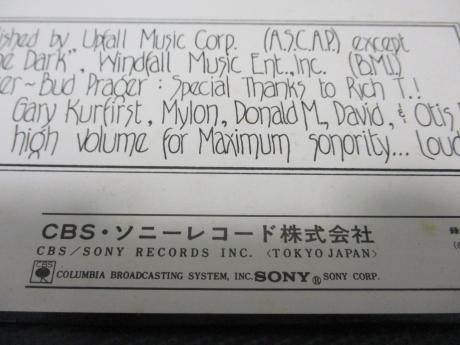 ished by Upfall Music Corp. (A.S.C.A.P.) except
e Dark", Windfall Music Ent., Inc. (B.M.I)
er~Bud Prager : Special Thanks to Rich T.!
Gary Kurfirst, Mylon, Donald M, David, & Otis
high volume for Maximum sonority... Loud
CBS・ソニーレコード株式会社
CBS/SONY RECORDS INC. 〈TOKYO JAPAN〉
CBS COLUMBIA BROADCASTING SYSTEM, INC. SONY® SONY CORP.
録